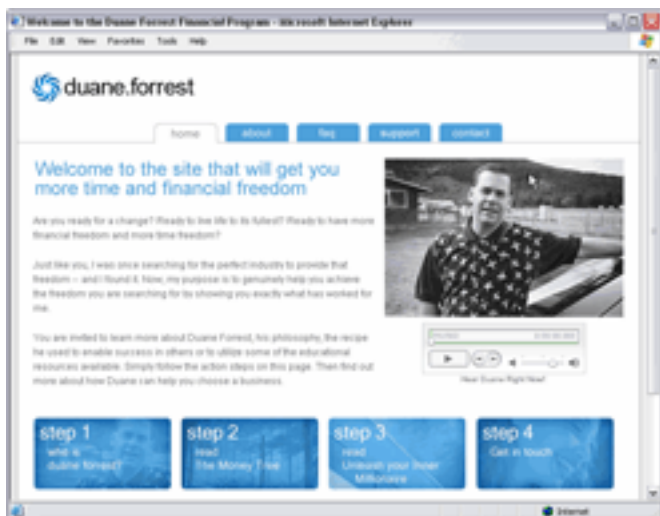 Welcome to the Duane Forrest Financial Program - Microsoft Internet Explorer
File Edit View Favorites Tools Help
duane.forrest
home about faq support contact
Welcome to the site that will get you
more time and financial freedom
Are you ready for a change? Ready to live life to its fullest? Ready to have more
financial freedom and more time freedom?
Just like you, I was once searching for the perfect industry to provide that
freedom – and I found it. Now, my purpose is to genuinely help you achieve
the freedom you are searching for by showing you exactly what has worked for
me.
You are invited to learn more about Duane Forrest, his philosophy, the recipe
he used to enable success in others or to utilize some of the educational
resources available. Simply follow the action steps on this page. Then find out
more about how Duane can help you choose a business.
Hear Duane Right Now!
step 1
who is
duane forrest?
step 2
read
The Money Tree
step 3
read
Unleash your Inner
Millionaire
step 4
Get in touch
Internet